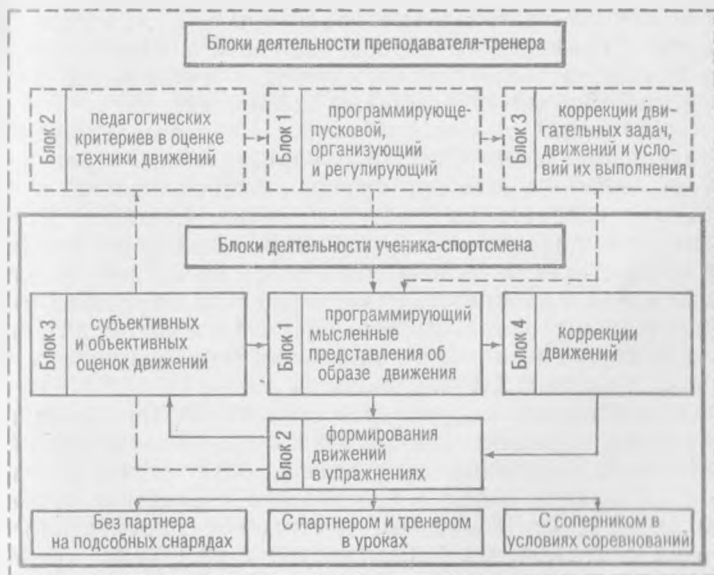 Блоки деятельности преподавателя-тренера
Блок 2
педагогических
критериев в оценке
техники движений
Блок 1
программирующе-
пусковой,
организующий
и регулирующий
Блок 3
коррекции дви-
гательных задач,
движений и усло-
вий их выполнения
Блоки деятельности ученика-спортсмена
Блок 3
субъективных
и объективных
оценок движений
Блок 1
программирующий
мысленные
представления об
образе движения
Блок 4
коррекции
движений
Блок 2
формирования
движений
в упражнениях
Без партнера
на подсобных снарядах
С партнером и тренером
в уроках
С соперником в
условиях соревнований